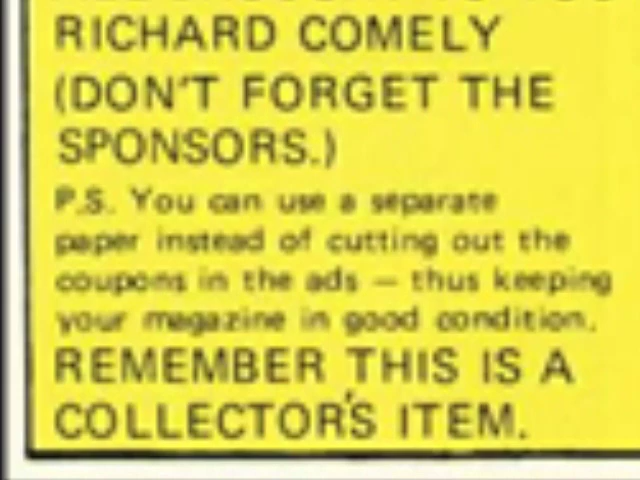 RICHARD COMELY
(DON'T FORGET THE
SPONSORS.)
P.S. You can use a separate
paper instead of cutting out the
coupons in the ads — thus keeping
your magazine in good condition.
REMEMBER THIS IS A
COLLECTOR'S ITEM.